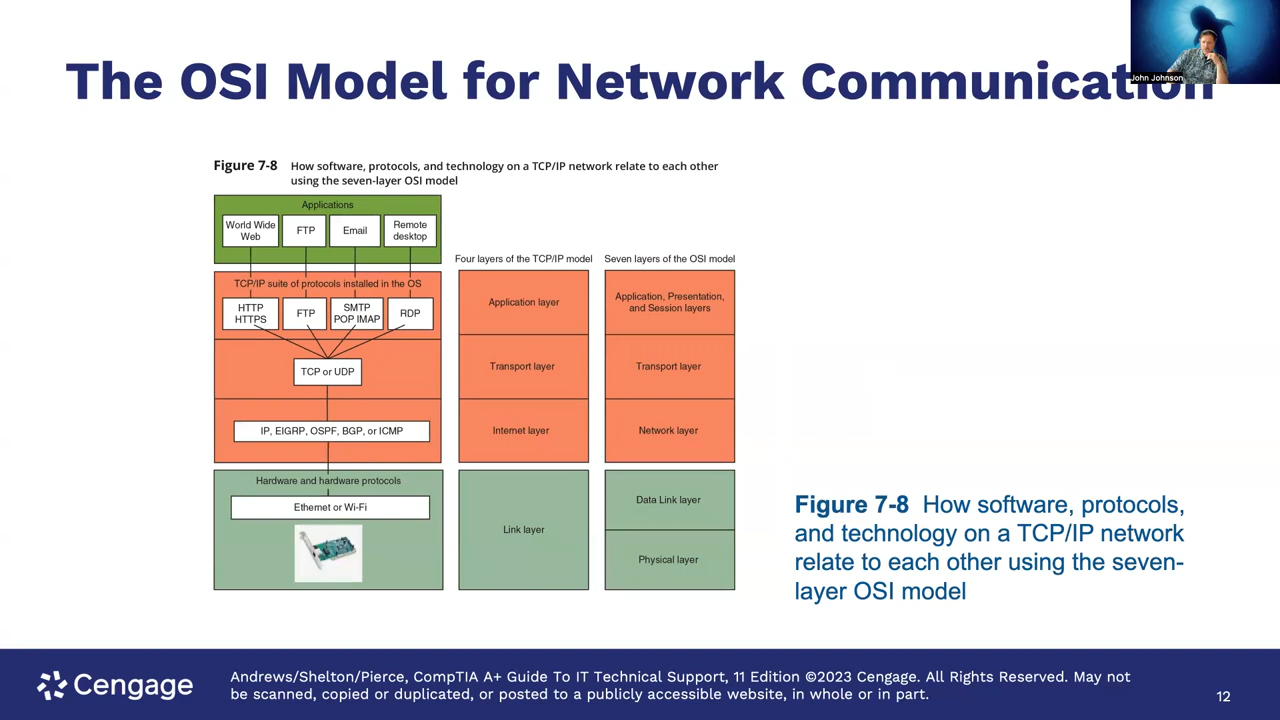 The OSI Model for Network Communication
John Johnson
Figure 7-8 How software, protocols, and technology on a TCP/IP network relate to each other
using the seven-layer OSI model
Applications
World Wide
Web
FTP
Email
Remote
desktop
TCP/IP suite of protocols installed in the OS
HTTP
HTTPS
FTP
SMTP
POP IMAP
RDP
TCP or UDP
IP, EIGRP, OSPF, BGP, or ICMP
Hardware and hardware protocols
Ethernet or Wi-Fi
Four layers of the TCP/IP model
Application layer
Transport layer
Internet layer
Link layer
Seven layers of the OSI model
Application, Presentation,
and Session layers
Transport layer
Network layer
Data Link layer
Physical layer
Figure 7-8 How software, protocols,
and technology on a TCP/IP network
relate to each other using the seven-
layer OSI model
Cengage
Andrews/Shelton/Pierce, CompTIA A+ Guide To IT Technical Support, 11 Edition ©2023 Cengage. All Rights Reserved. May not
be scanned, copied or duplicated, or posted to a publicly accessible website, in whole or in part.
12